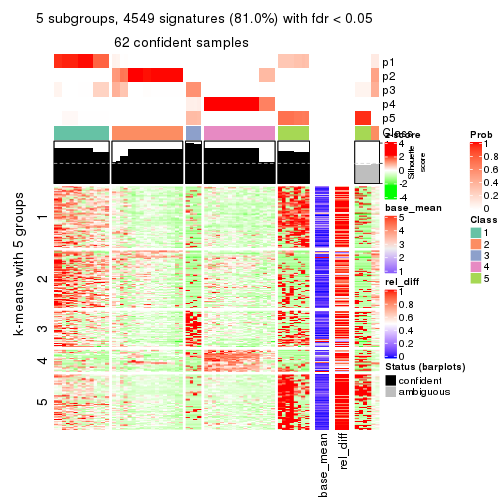 5 subgroups, 4549 signatures (81.0%) with fdr < 0.05
62 confident samples
p1
p2
p3
p4
p5
Class
k-means with 5 groups
1
2
3
4
5
base_mean
rel_diff
Silhouette
score
z-score
4
2
0
-2
-4
base_mean
5
4
3
2
1
rel_diff
1
0.8
0.6
0.4
0.2
0
Status (barplots)
confident
ambiguous
Prob
1
0.8
0.6
0.4
0.2
0
Class
1
2
3
4
5